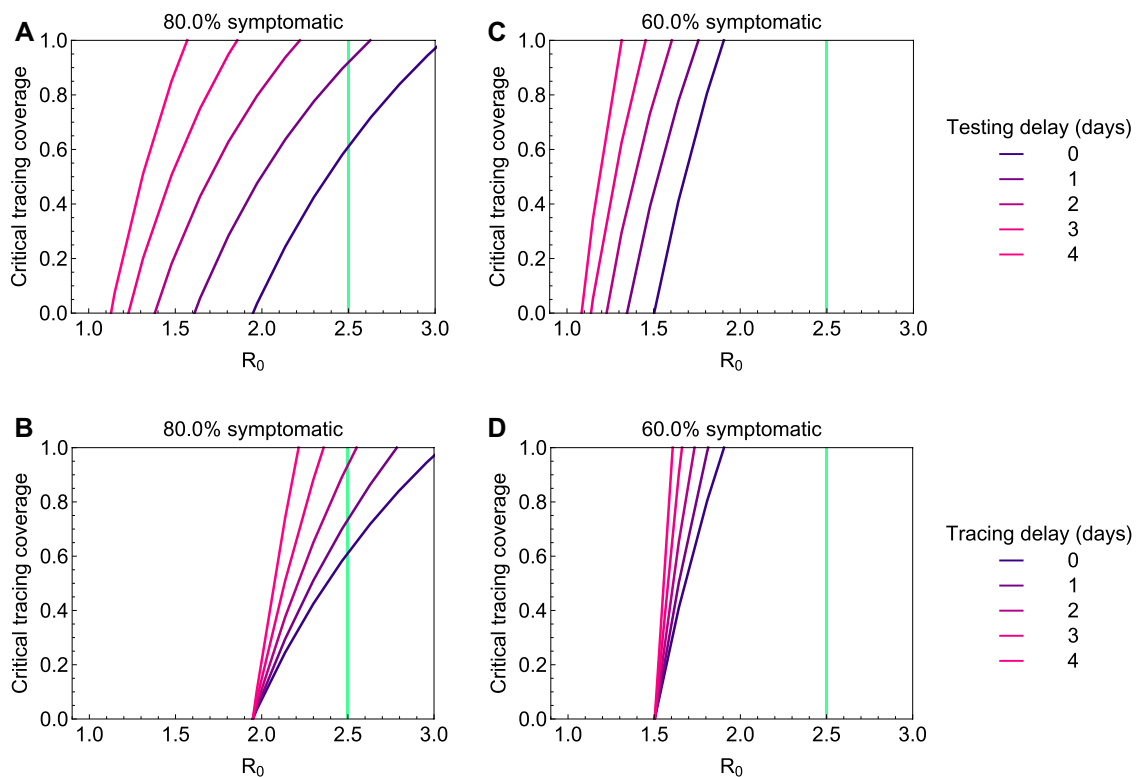 A
80.0% symptomatic
Critical tracing coverage
1.0
0.8
0.6
0.4
0.2
0.0
1.0 1.5 2.0 2.5 3.0
R0
C
60.0% symptomatic
Critical tracing coverage
1.0
0.8
0.6
0.4
0.2
0.0
1.0 1.5 2.0 2.5 3.0
R0
Testing delay (days)
0
1
2
3
4
B
80.0% symptomatic
Critical tracing coverage
1.0
0.8
0.6
0.4
0.2
0.0
1.0 1.5 2.0 2.5 3.0
R0
D
60.0% symptomatic
Critical tracing coverage
1.0
0.8
0.6
0.4
0.2
0.0
1.0 1.5 2.0 2.5 3.0
R0
Tracing delay (days)
0
1
2
3
4